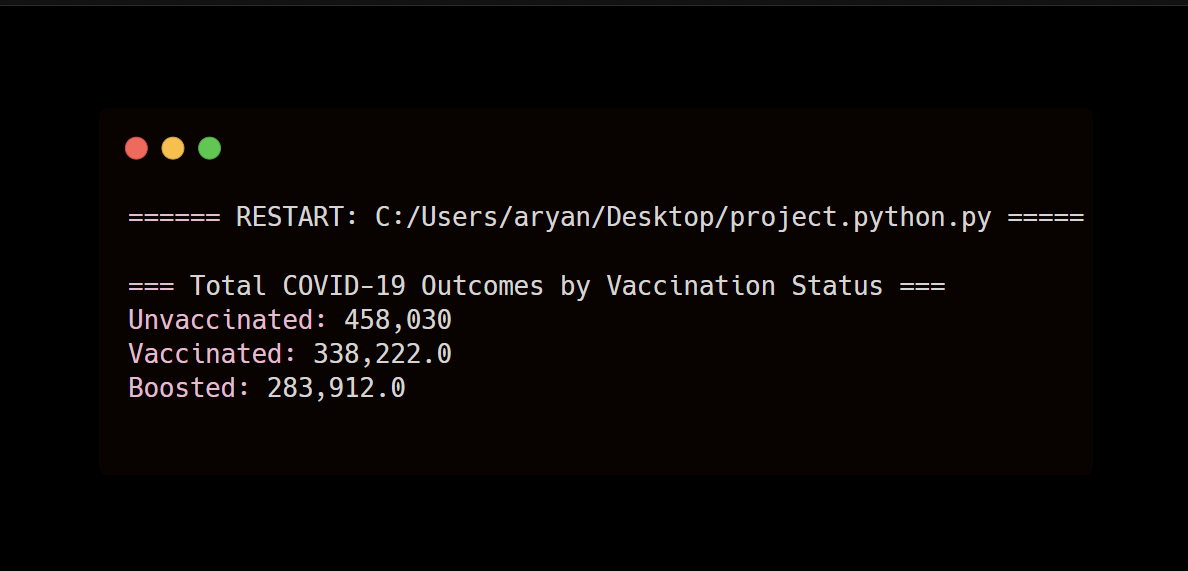 ====== RESTART: C:/Users/aryan/Desktop/project.python.py =====
=== Total COVID-19 Outcomes by Vaccination Status ===
Unvaccinated: 458,030
Vaccinated: 338,222.0
Boosted: 283,912.0